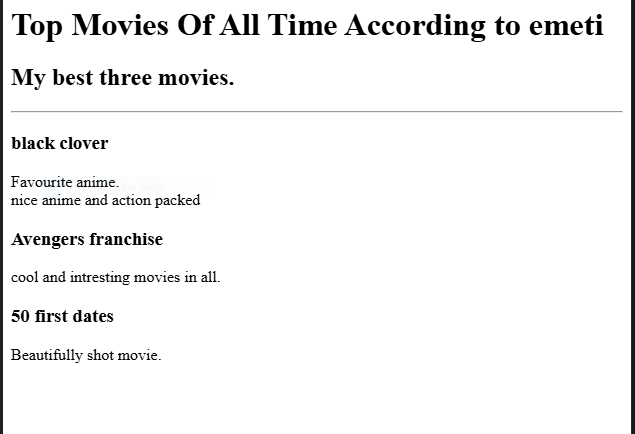 Top Movies Of All Time According to emeti
My best three movies.
black clover
Favourite anime.
nice anime and action packed
Avengers franchise
cool and intresting movies in all.
50 first dates
Beautifully shot movie.